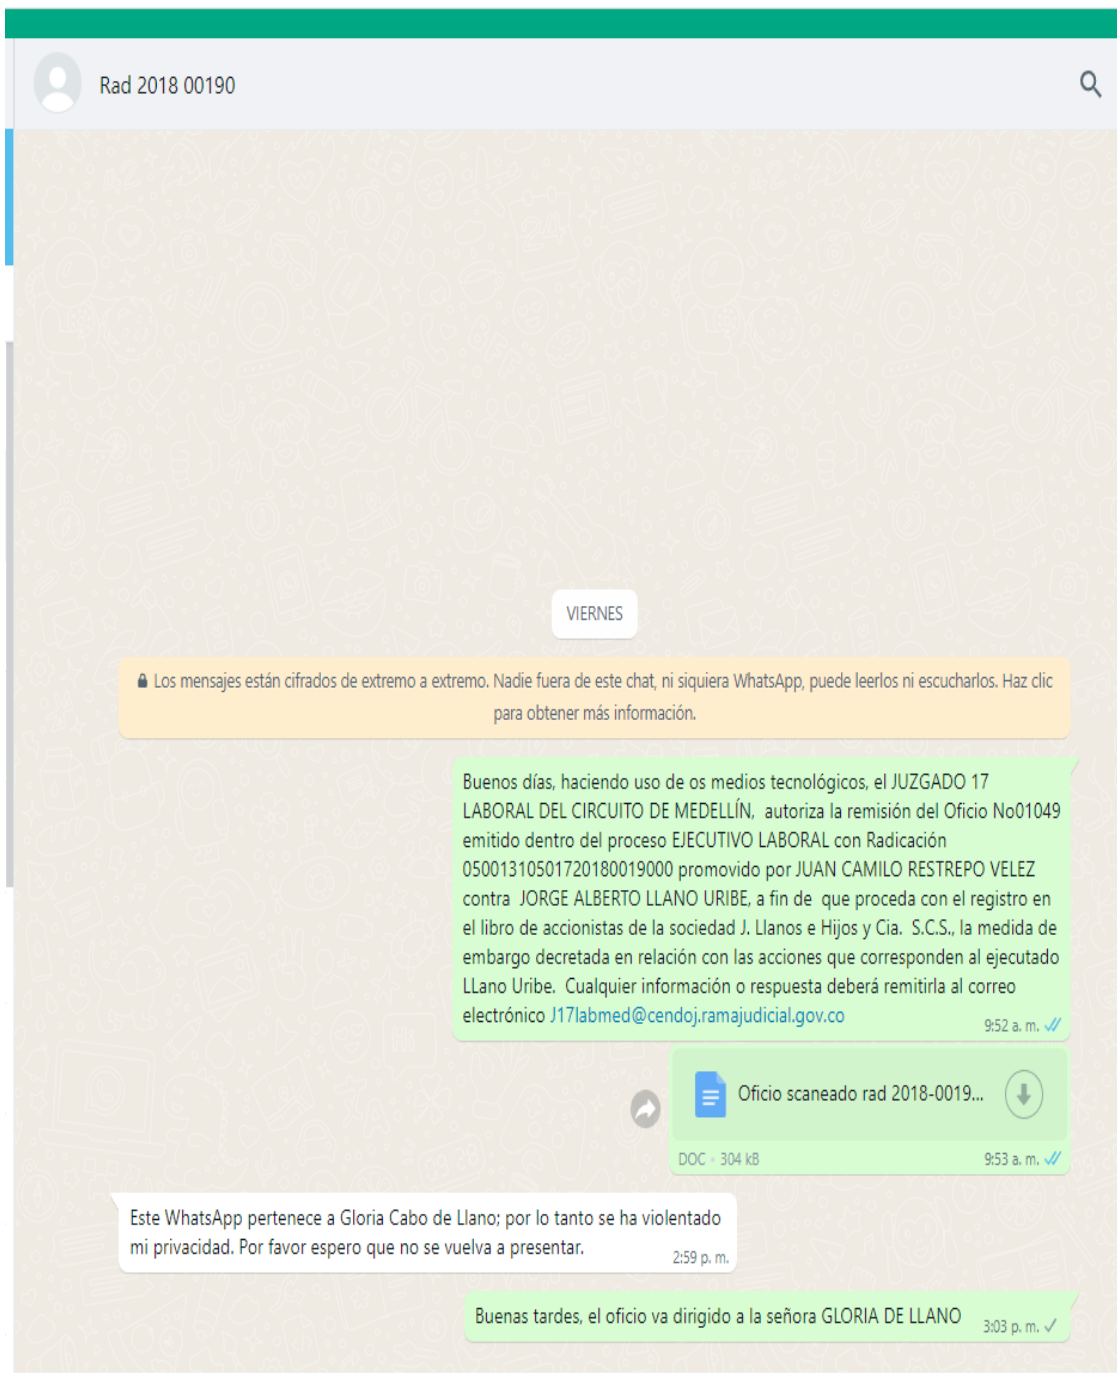 Rad 2018 00190
VIERNES
Los mensajes están cifrados de extremo a extremo. Nadie fuera de este chat, ni siquiera WhatsApp, puede leerlos ni escucharlos. Haz clic
para obtener más información.
Buenos días, haciendo uso de os medios tecnológicos, el JUZGADO 17
LABORAL DEL CIRCUITO DE MEDELLÍN, autoriza la remisión del Oficio No01049
emitido dentro del proceso EJECUTIVO LABORAL con Radicación
05001310501720180019000 promovido por JUAN CAMILO RESTREPO VELEZ
contra JORGE ALBERTO LLANO URIBE, a fin de que proceda con el registro en
el libro de accionistas de la sociedad J. Llanos e Hijos y Cia. S.C.S., la medida de
embargo decretada en relación con las acciones que corresponden al ejecutado
LLano Uribe. Cualquier información o respuesta deberá remitirla al correo
electrónico J17labmed@cendoj.ramajudicial.gov.co
9:52 a. m.
Oficio scaneado rad 2018-0019...
DOC • 304 kB 9:53 a. m.
Este WhatsApp pertenece a Gloria Cabo de Llano; por lo tanto se ha violentado
mi privacidad. Por favor espero que no se vuelva a presentar.
2:59 p. m.
Buenas tardes, el oficio va dirigido a la señora GLORIA DE LLANO
3:03 p. m.